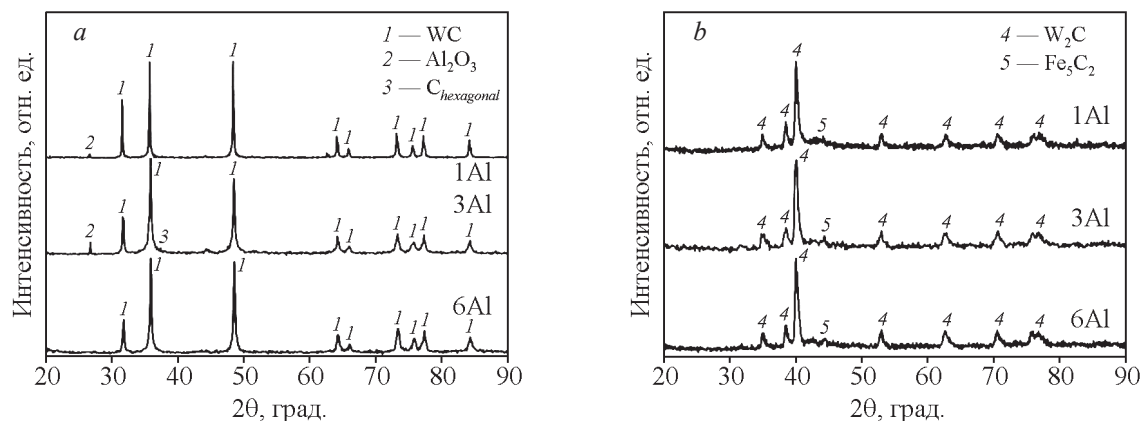 a
1 — WC
2 — Al₂O₃
3 — C_hexagonal
Интенсивность, отн. ед.
1 1 1 1 1 1 1 1 1 2
1Al
3Al
2 1 1 3 1 1 1 1 1 1 1
6Al
1 1 1 1 1 1 1 1 1
20 30 40 50 60 70 80 90
2θ, град.
b
4 — W₂C
5 — Fe₅C₂
Интенсивность, отн. ед.
4 4 4 5 4 4 4 4
1Al
4 4 4 5 4 4 4 4
3Al
4 4 4 5 4 4 4 4
6Al
20 30 40 50 60 70 80 90
2θ, град.